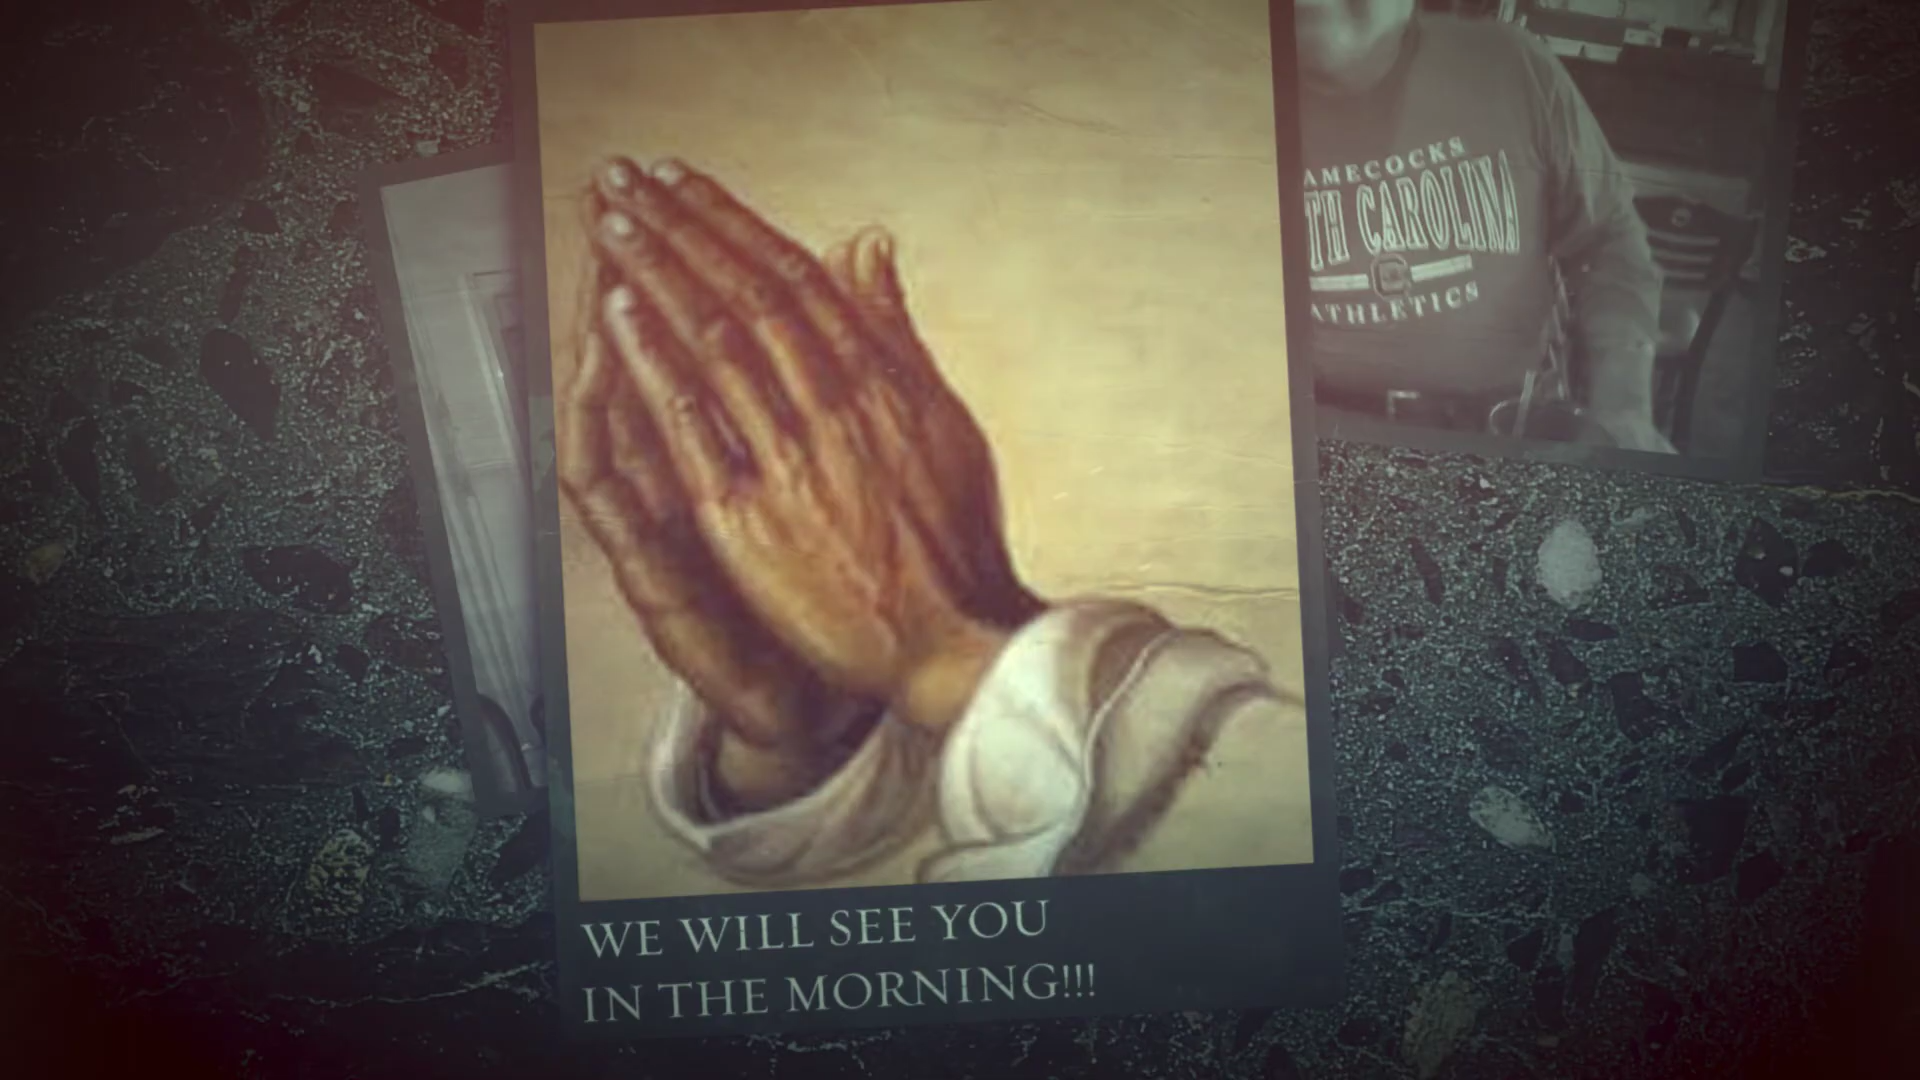 WE WILL SEE YOU
IN THE MORNING!!!
AMECOCKS
TH CAROLINA
ATHLETICS